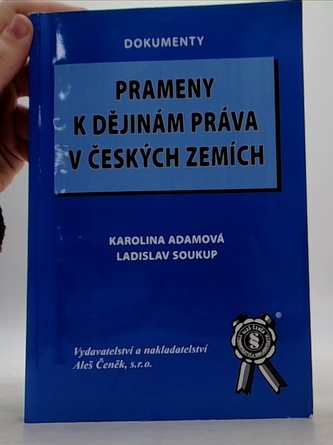 DOKUMENTY
PRAMENY
K DĚJINÁM PRÁVA
V ČESKÝCH ZEMÍCH
KAROLINA ADAMOVÁ
LADISLAV SOUKUP
Vydavatelství a nakladatelství
Aleš Čeněk, s.r.o.
®
§